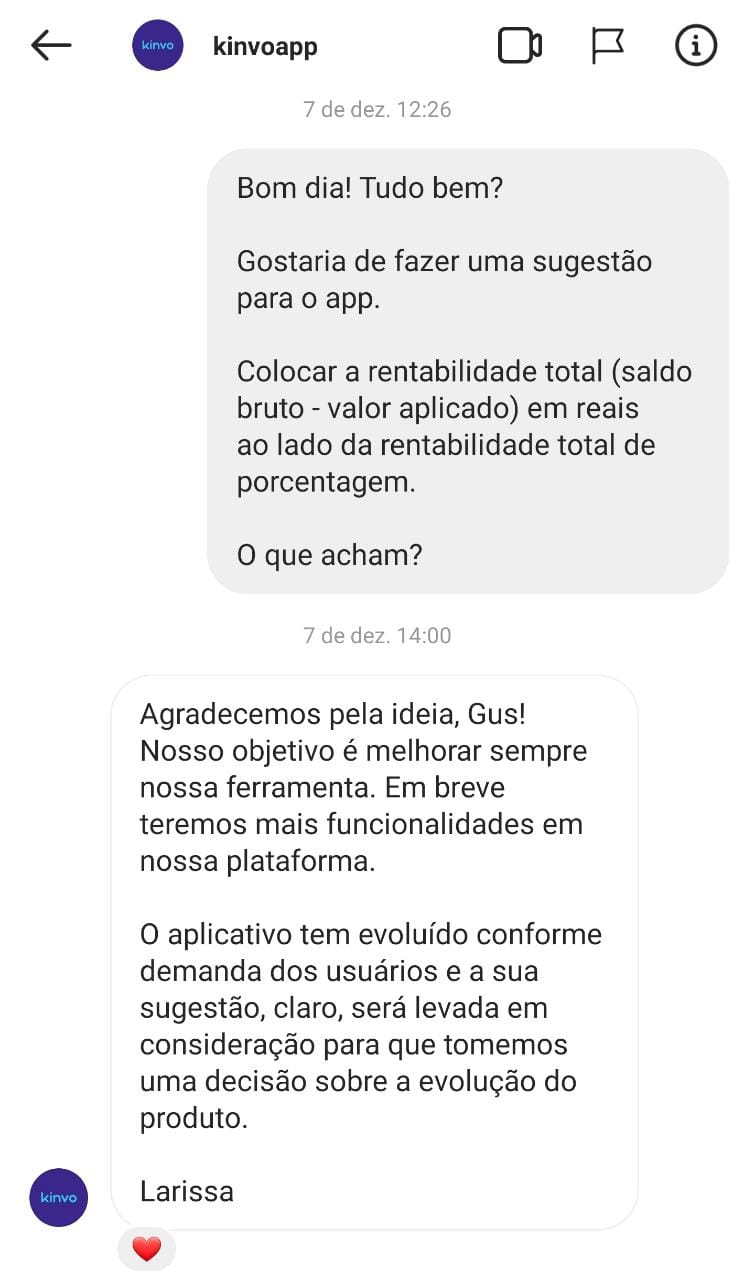 kinvo
kinvoapp
7 de dez. 12:26
Bom dia! Tudo bem?
Gostaria de fazer uma sugestão
para o app.
Colocar a rentabilidade total (saldo
bruto - valor aplicado) em reais
ao lado da rentabilidade total de
porcentagem.
O que acham?
7 de dez. 14:00
Agradecemos pela ideia, Gus!
Nosso objetivo é melhorar sempre
nossa ferramenta. Em breve
teremos mais funcionalidades em
nossa plataforma.
O aplicativo tem evoluído conforme
demanda dos usuários e a sua
sugestão, claro, será levada em
consideração para que tomemos
uma decisão sobre a evolução do
produto.
Larissa
kinvo